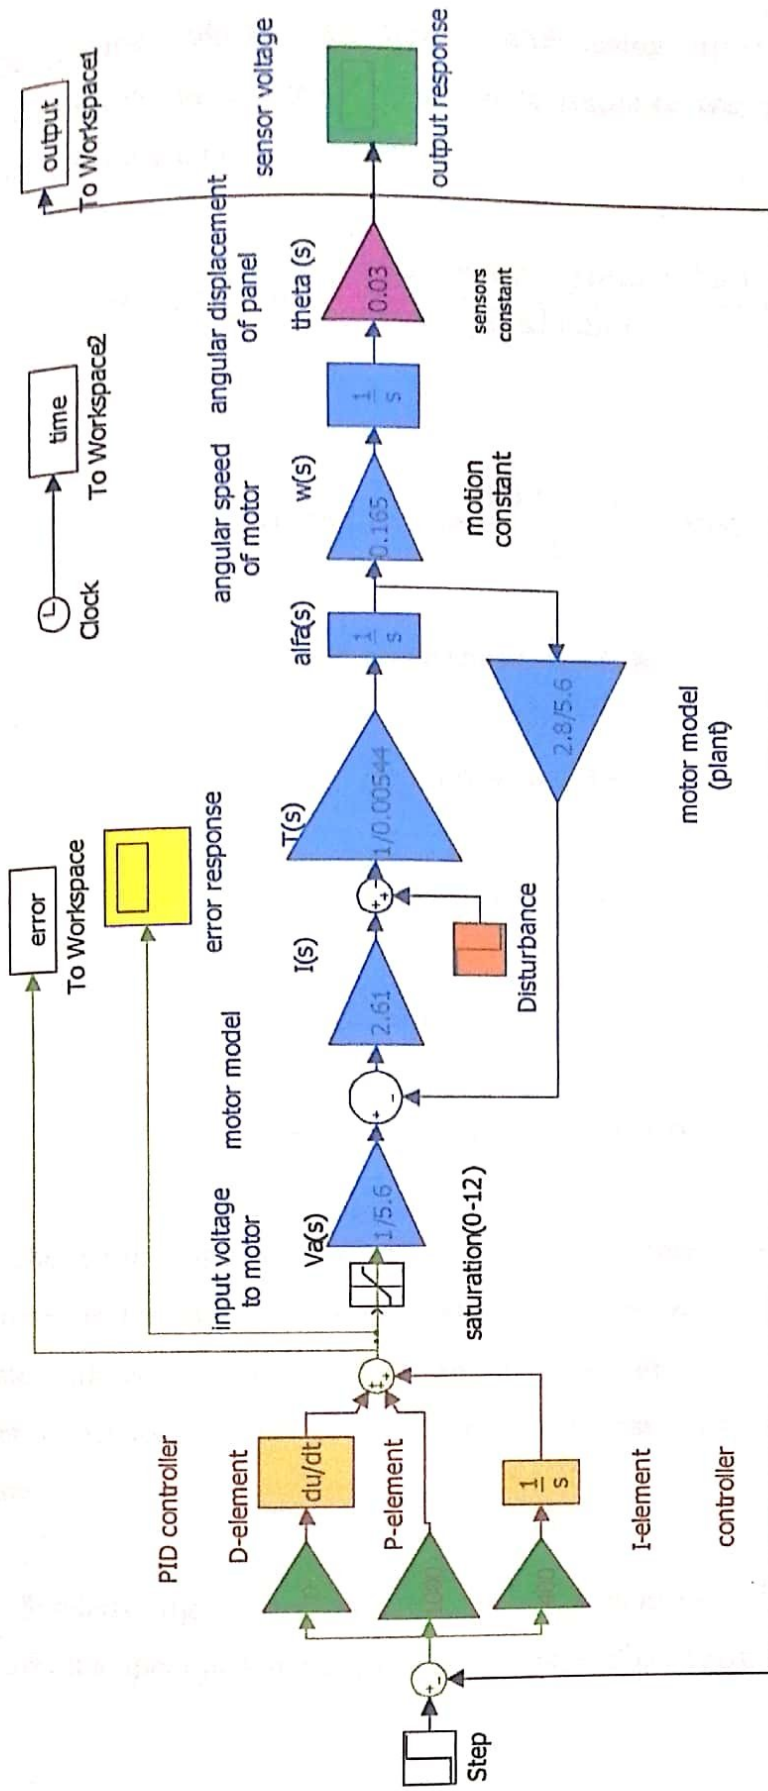 error
To Workspace
error response
Clock
time
To Workspace2
output
To Workspace1
PID controller
D-element
du/dt
P-element
1
s
I-element
controller
Step
input voltage
to motor
Va(s)
1/5.6
saturation(0-12)
motor model
2.61
I(s)
Disturbance
T(s)
1/0.00544
alfa(s)
1
s
2.8/5.6
motor model
(plant)
angular speed
of motor
w(s)
0.165
motion
constant
angular displacement
of panel
1
s
theta (s)
0.03
sensors
constant
sensor voltage
output response